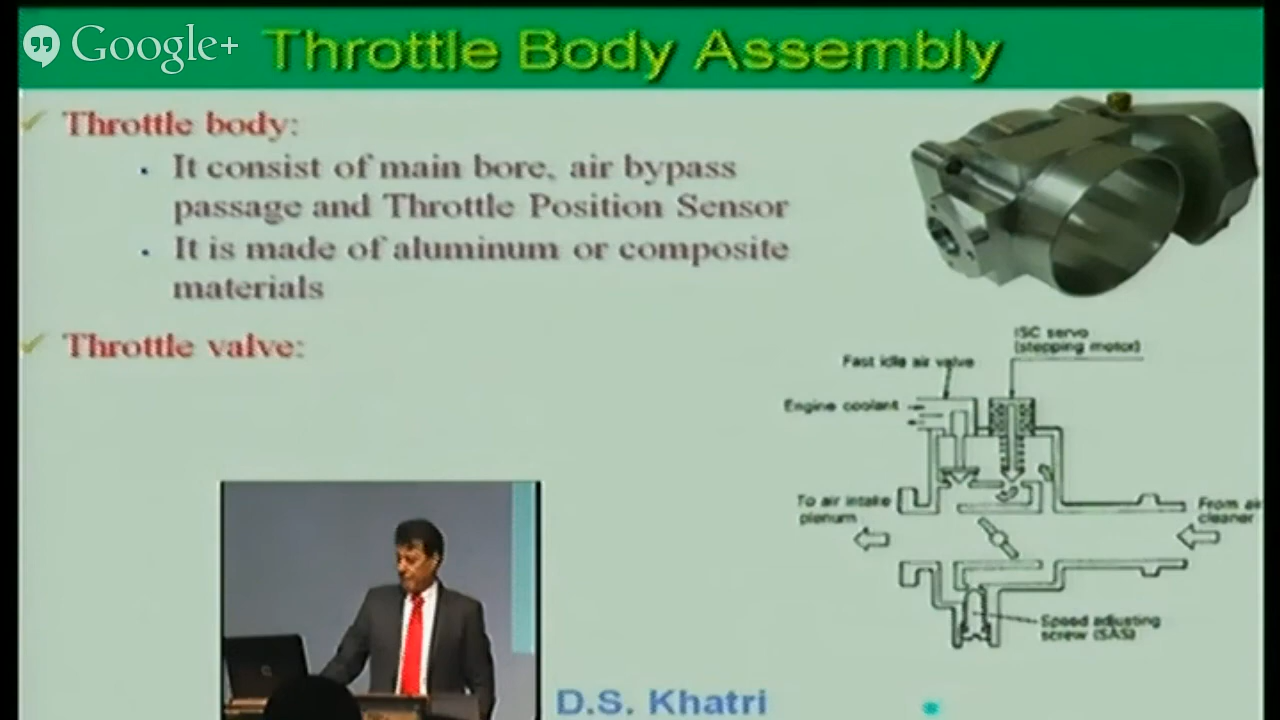 Google+
Throttle Body Assembly
Throttle body:
It consist of main bore, air bypass
passage and Throttle Position Sensor
It is made of aluminum or composite
materials
Throttle valve:
ISC servo
(stepping motor)
Fast idle air valve
Engine coolant
To air intake
plenum
From air
cleaner
Speed adjusting
screw (SAS)
D.S. Khatri